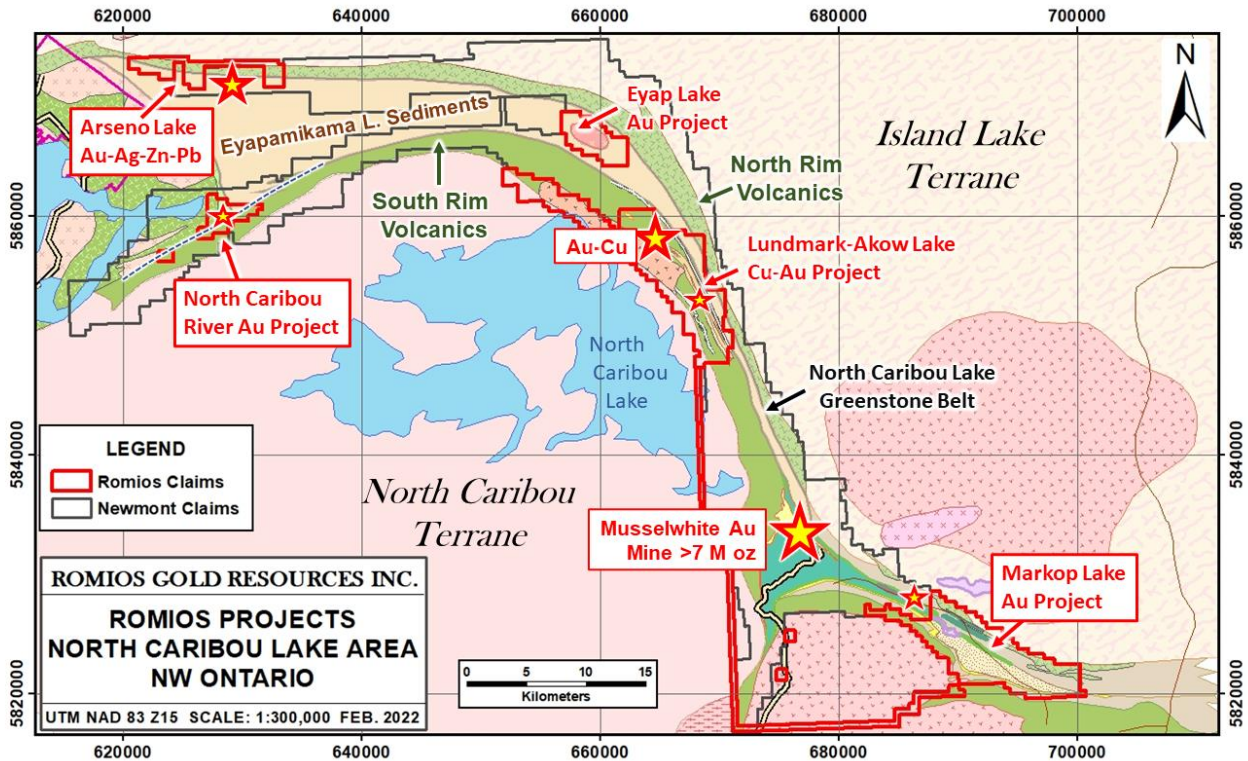 620000
640000
660000
680000
700000
N
Arseno Lake
Au-Ag-Zn-Pb
Eyapamikama L. Sediments
Eyap Lake
Au Project
Island Lake
Terrane
North Rim
Volcanics
South Rim
Volcanics
5860000
5860000
Au-Cu
Lundmark-Akow Lake
Cu-Au Project
North Caribou
River Au Project
North
Caribou
Lake
North Caribou Lake
Greenstone Belt
LEGEND
Romios Claims
Newmont Claims
5840000
5840000
North Caribou
Terrane
Musselwhite Au
Mine >7 M oz
Markop Lake
Au Project
ROMIOS GOLD RESOURCES INC.
ROMIOS PROJECTS
NORTH CARIBOU LAKE AREA
NW ONTARIO
UTM NAD 83 Z15 SCALE: 1:300,000 FEB. 2022
0 5 10 15
Kilometers
5820000
5820000
620000
640000
660000
680000
700000